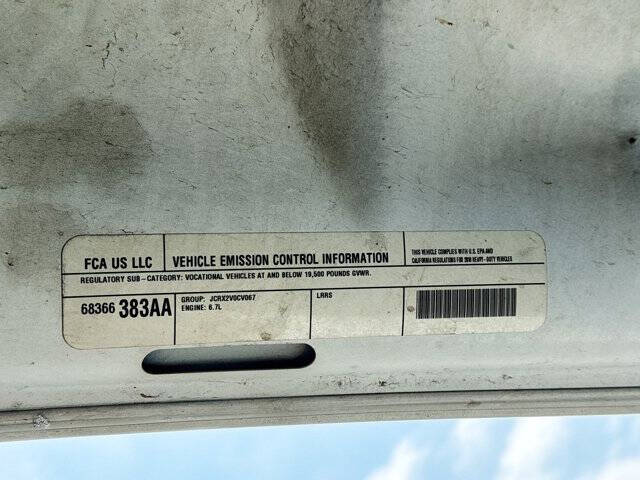 FCA US LLC
VEHICLE EMISSION CONTROL INFORMATION
THIS VEHICLE COMPLIES WITH U.S. EPA AND
CALIFORNIA REGULATIONS FOR 2018 HEAVY - DUTY VEHICLES
REGULATORY SUB - CATEGORY: VOCATIONAL VEHICLES AT AND BELOW 19,500 POUNDS GVWR.
68366 383AA
GROUP: JCRX2VOCV067
ENGINE: 6.7L
LRRS